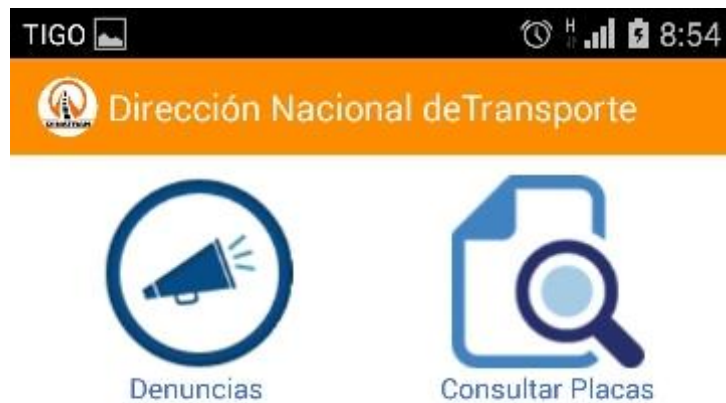 TIGO H 8:54
Dirección Nacional deTransporte
Denuncias
Consultar Placas